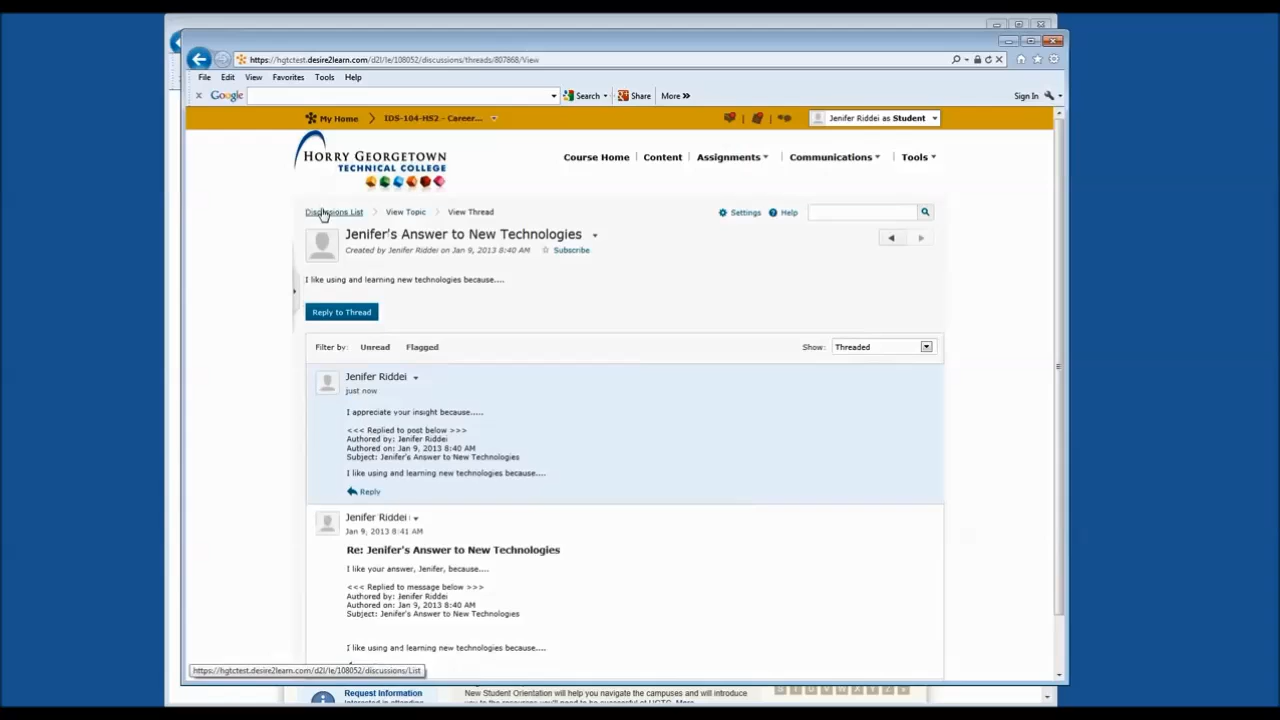 https://hgtctest.desire2learn.com/d2l/le/108052/discussions/threads/807868/View
File Edit View Favorites Tools Help
Google Search Share More Sign In
My Home IDS-104-HS2 - Career... Jenifer Riddei as Student
HORRY GEORGETOWN
TECHNICAL COLLEGE
Course Home Content Assignments Communications Tools
Discussions List View Topic View Thread Settings Help
Jenifer's Answer to New Technologies
Created by Jenifer Riddei on Jan 9, 2013 8:40 AM Subscribe
I like using and learning new technologies because....
Reply to Thread
Filter by: Unread Flagged Show: Threaded
Jenifer Riddei
just now
I appreciate your insight because.....
<<< Replied to post below >>>
Authored by: Jenifer Riddei
Authored on: Jan 9, 2013 8:40 AM
Subject: Jenifer's Answer to New Technologies
I like using and learning new technologies because....
Reply
Jenifer Riddei
Jan 9, 2013 8:41 AM
Re: Jenifer's Answer to New Technologies
I like your answer, Jenifer, because....
<<< Replied to message below >>>
Authored by: Jenifer Riddei
Authored on: Jan 9, 2013 8:40 AM
Subject: Jenifer's Answer to New Technologies
I like using and learning new technologies because....
https://hgtctest.desire2learn.com/d2l/le/108052/discussions/List
Request Information
New Student Orientation will help you navigate the campuses and will introduce